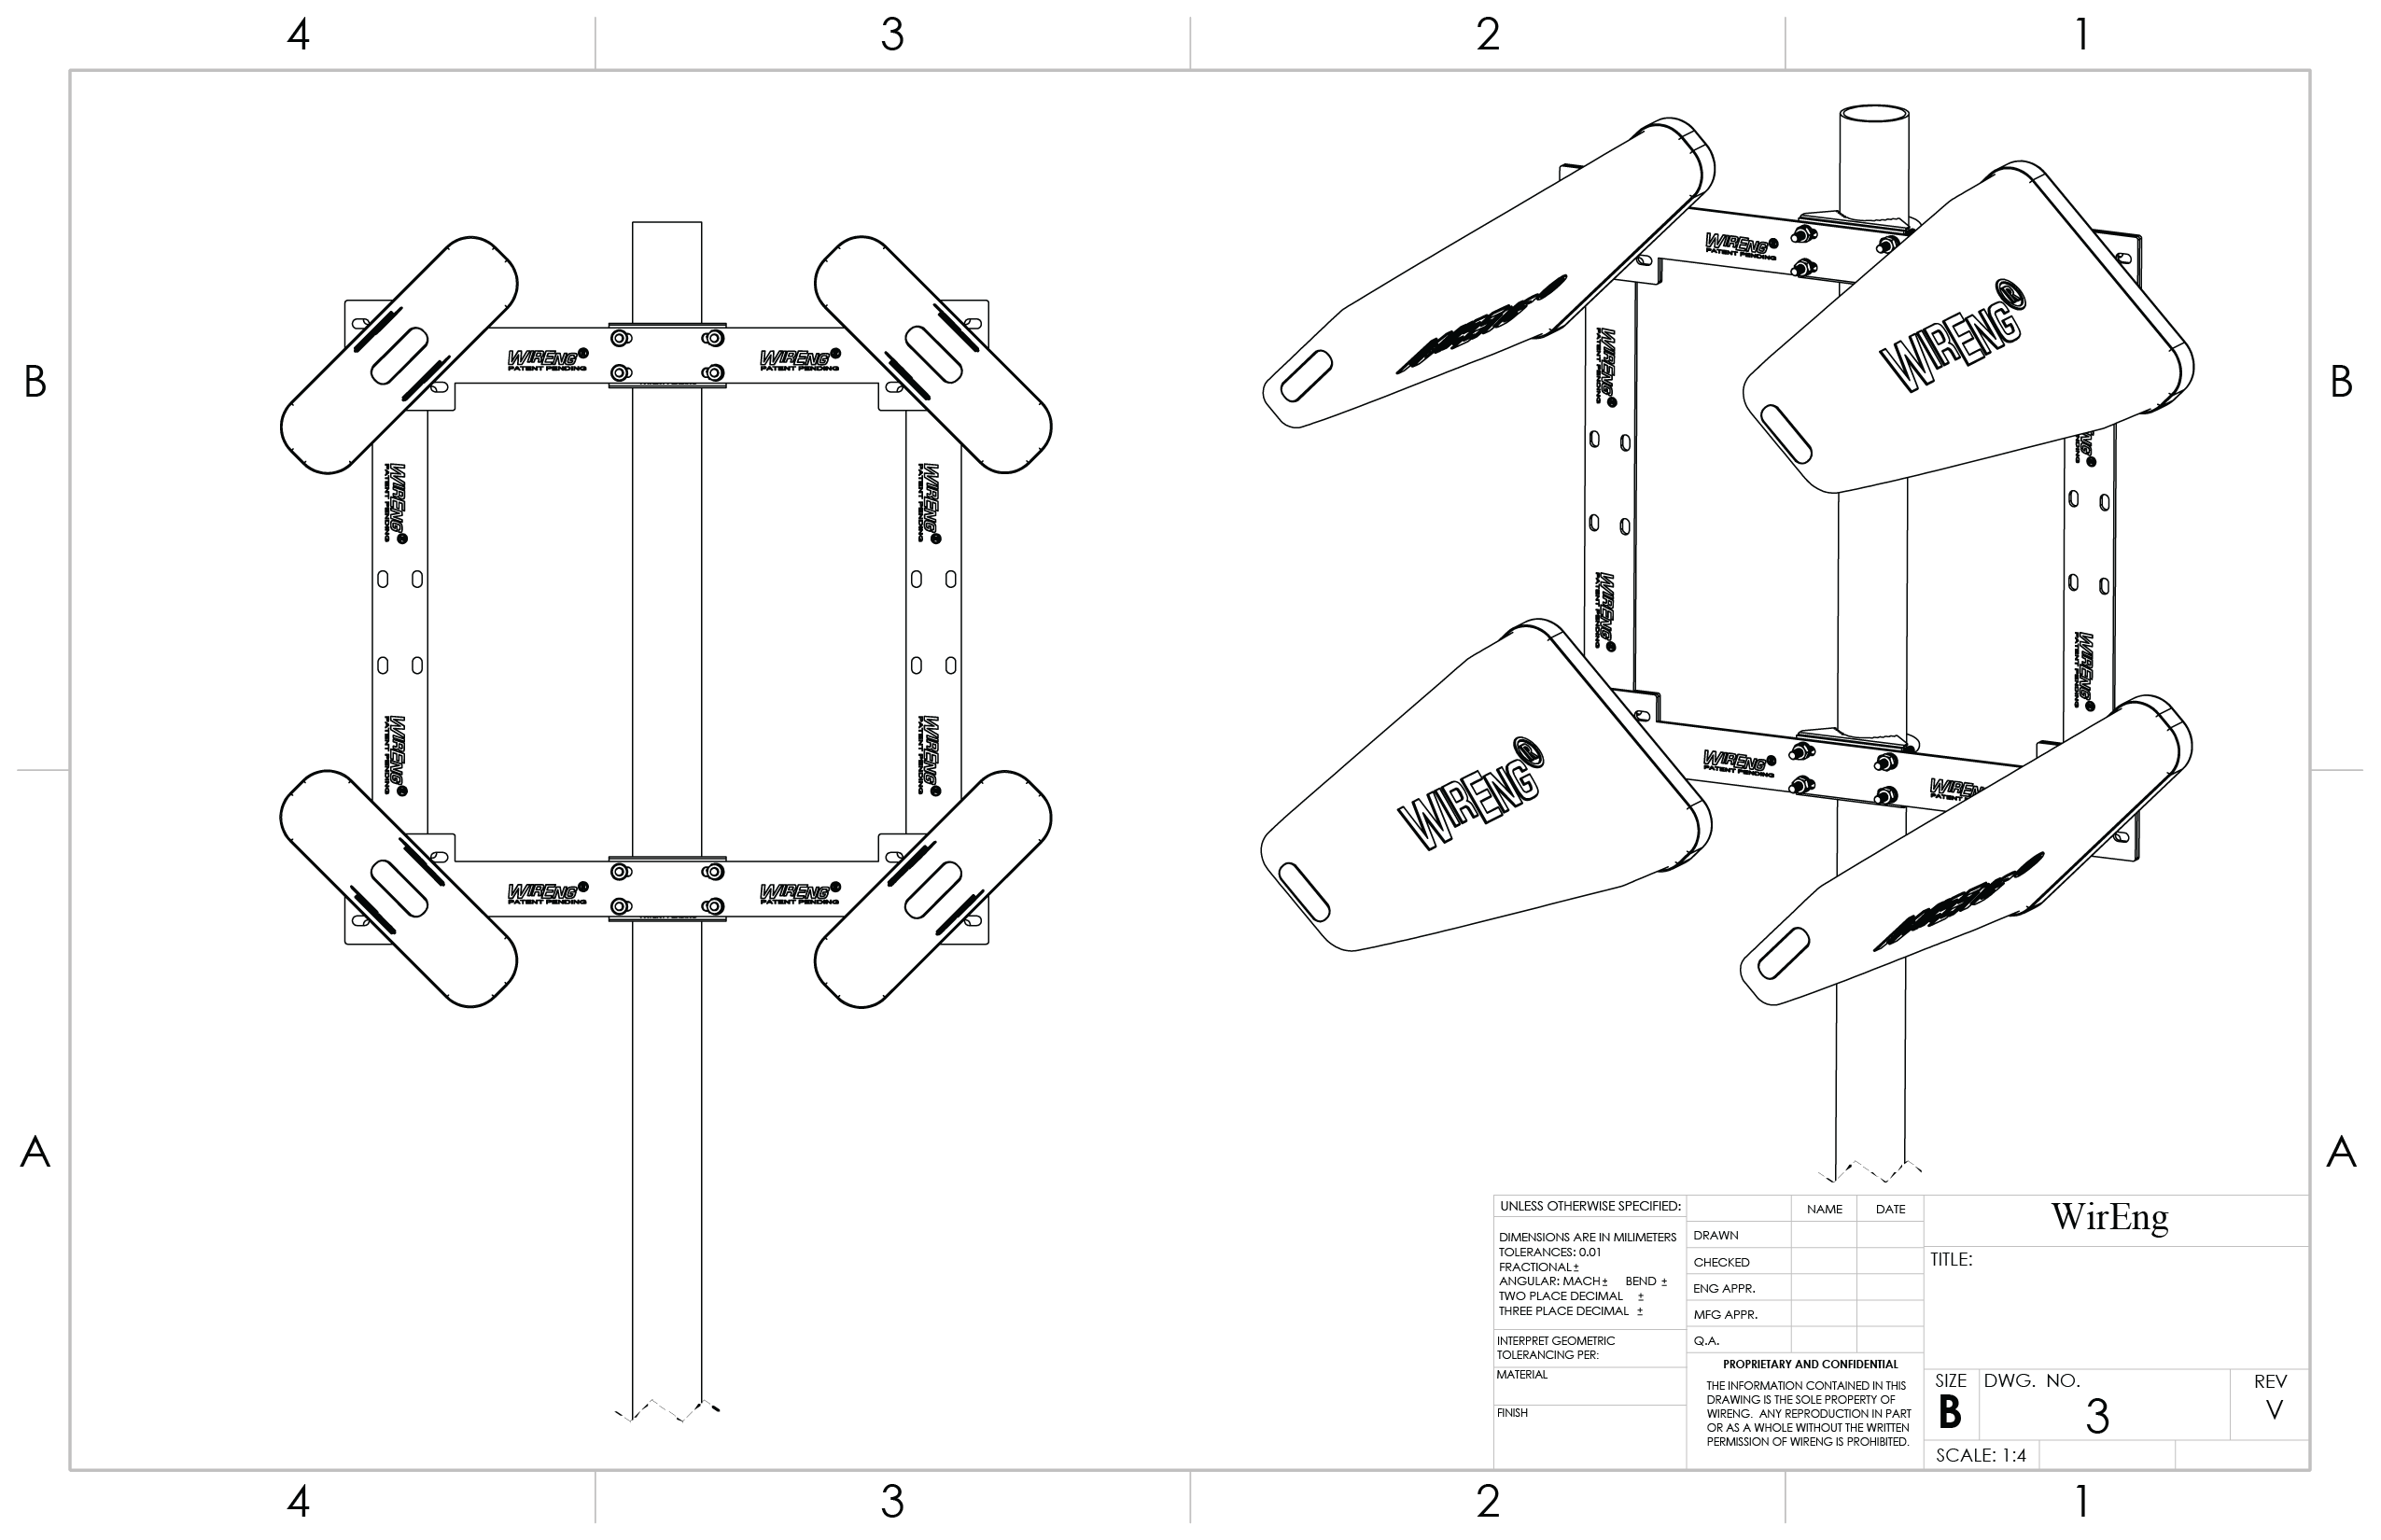 4 3 2 1
B B
A A
WIRENG®
PATENT PENDING
WIRENG®
PATENT PENDING
WIRENG®
PATENT PENDING
WIRENG®
PATENT PENDING
WIRENG®
PATENT PENDING
WIRENG®
PATENT PENDING
WIRENG®
PATENT PENDING
WIRENG®
PATENT PENDING
WIRENG®
PATENT PENDING
WIRENG®
WIRENG®
PATENT PENDING
WIRENG®
PATENT PENDING
WIRENG®
PATENT PENDING
WIRENG®
WIRENG®
PATENT PENDING
UNLESS OTHERWISE SPECIFIED:
DIMENSIONS ARE IN MILIMETERS
TOLERANCES: 0.01
FRACTIONAL ±
ANGULAR: MACH ± BEND ±
TWO PLACE DECIMAL ±
THREE PLACE DECIMAL ±
INTERPRET GEOMETRIC
TOLERANCING PER:
MATERIAL
FINISH
NAME DATE
DRAWN
CHECKED
ENG APPR.
MFG APPR.
Q.A.
PROPRIETARY AND CONFIDENTIAL
THE INFORMATION CONTAINED IN THIS
DRAWING IS THE SOLE PROPERTY OF
WIRENG. ANY REPRODUCTION IN PART
OR AS A WHOLE WITHOUT THE WRITTEN
PERMISSION OF WIRENG IS PROHIBITED.
WirEng
TITLE:
SIZE DWG. NO. REV
B 3 V
SCALE: 1:4
4 3 2 1